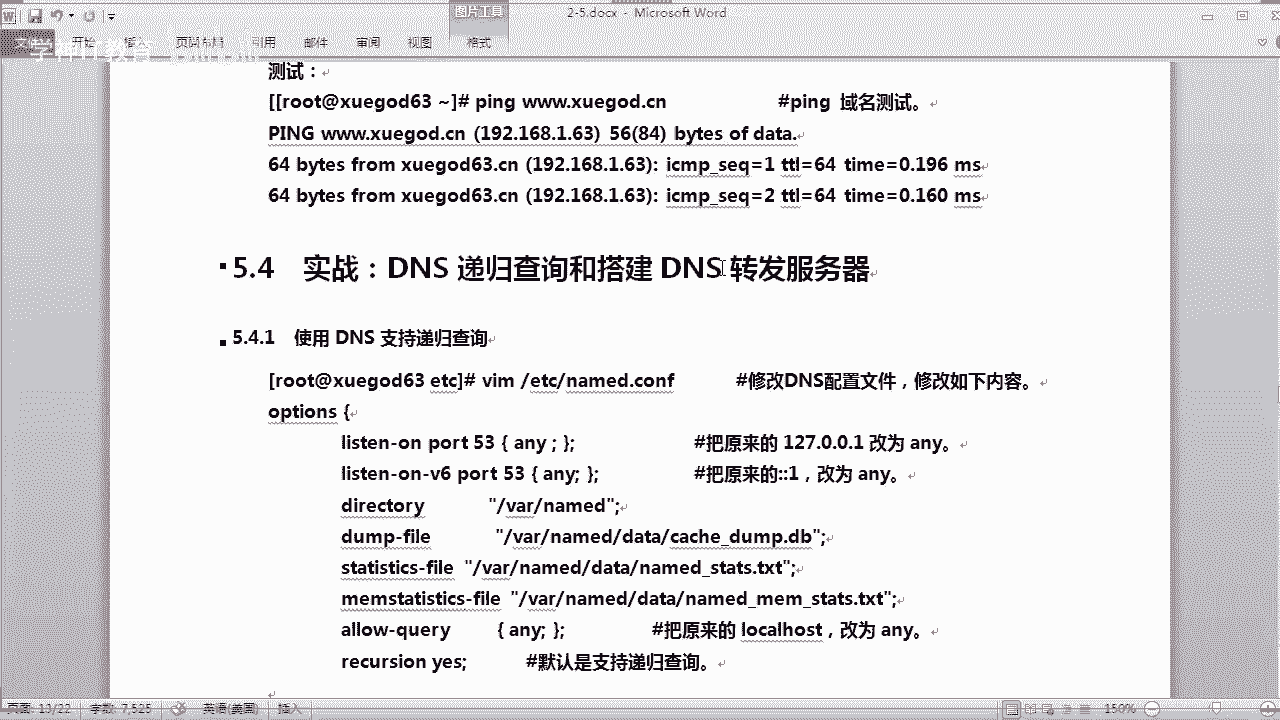 图片工具
2-5.docx - Microsoft Word
开始 页面布局 引用 邮件 审阅 视图 格式
学神IT教育
测试：
[[root@xuegod63 ~]# ping www.xuegod.cn #ping 域名测试。
PING www.xuegod.cn (192.168.1.63) 56(84) bytes of data.
64 bytes from xuegod63.cn (192.168.1.63): icmp_seq=1 ttl=64 time=0.196 ms
64 bytes from xuegod63.cn (192.168.1.63): icmp_seq=2 ttl=64 time=0.160 ms
5.4 实战：DNS 递归查询和搭建 DNS 转发服务器
5.4.1 使用 DNS 支持递归查询
[root@xuegod63 etc]# vim /etc/named.conf #修改DNS配置文件，修改如下内容。
options {
listen-on port 53 { any ; }; #把原来的 127.0.0.1 改为 any。
listen-on-v6 port 53 { any; }; #把原来的::1，改为 any。
directory "/var/named";
dump-file "/var/named/data/cache_dump.db";
statistics-file "/var/named/data/named_stats.txt";
memstatistics-file "/var/named/data/named_mem_stats.txt";
allow-query { any; }; #把原来的 localhost，改为 any。
recursion yes; #默认是支持递归查询。
页面: 13/22 字数: 7,525 英语(美国) 插入 150%